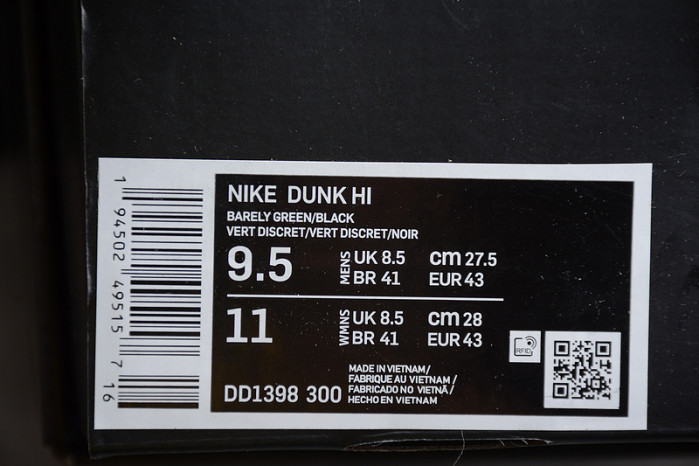 NIKE DUNK HI
BARELY GREEN/BLACK
VERT DISCRET/VERT DISCRET/NOIR
9.5 MENS UK 8.5 cm 27.5
BR 41 EUR 43
11 WMNS UK 8.5 cm 28
BR 41 EUR 43
RFID
DD1398 300
MADE IN VIETNAM/
FABRIQUE AU VIETNAM/
FABRICADO NO VIETNÃ/
HECHO EN VIETNAM
1 94502 49515 7 16